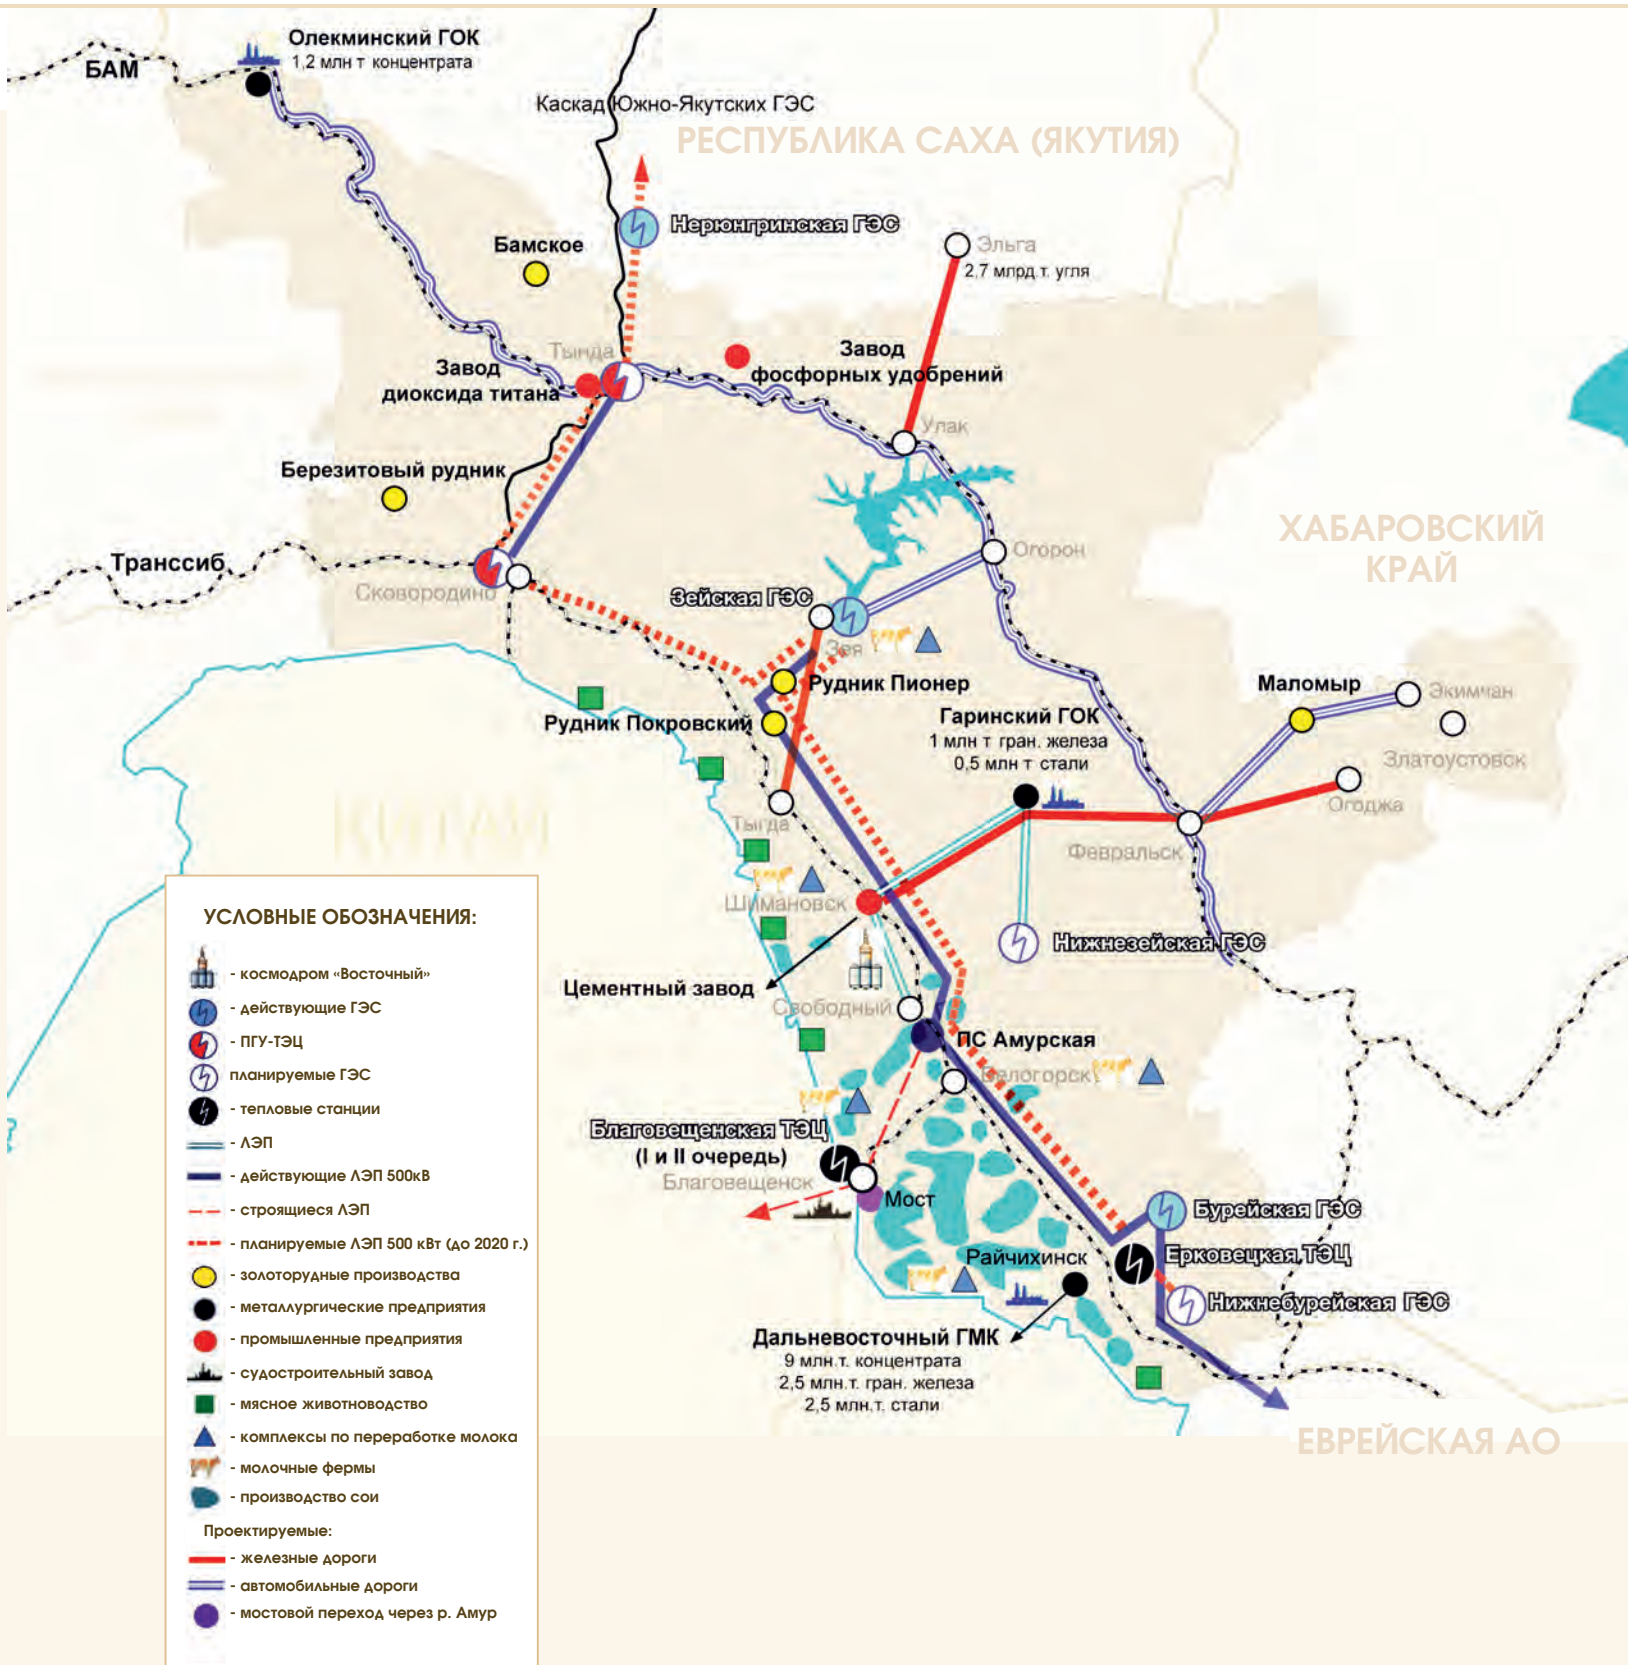 Олекминский ГОК
1,2 млн т концентрата
БАМ
Каскад Южно-Якутских ГЭС
РЕСПУБЛИКА САХА (ЯКУТИЯ)
Нерюнгринская ГЭС
Бамское
Эльга
2,7 млрд.т. угля
Тында
Завод
диоксида титана
Завод
фосфорных удобрений
Улак
Березитовый рудник
ХАБАРОВСКИЙ
КРАЙ
Транссиб
Сковородино
Огорон
Зейская ГЭС
Зея
Рудник Пионер
Маломыр
Экимчан
Рудник Покровский
Гаринский ГОК
1 млн т гран. железа
0,5 млн т стали
Златоустовск
Огоджа
КИТАЙ
Тыгда
Февральск
Шимановск
Нижнезейская ГЭС
Цементный завод
Свободный
ПС Амурская
Белогорск
Благовещенская ТЭЦ
(I и II очередь)
Благовещенск
Мост
Бурейская ГЭС
Райчихинск
Ерковецкая ТЭЦ
Нижнебурейская ГЭС
Дальневосточный ГМК
9 млн.т. концентрата
2,5 млн.т. гран. железа
2,5 млн.т. стали
ЕВРЕЙСКАЯ АО
УСЛОВНЫЕ ОБОЗНАЧЕНИЯ:
- космодром «Восточный»
- действующие ГЭС
- ПГУ-ТЭЦ
планируемые ГЭС
- тепловые станции
- ЛЭП
- действующие ЛЭП 500кВ
- строящиеся ЛЭП
- планируемые ЛЭП 500 кВт (до 2020 г.)
- золоторудные производства
- металлургические предприятия
- промышленные предприятия
- судостроительный завод
- мясное животноводство
- комплексы по переработке молока
- молочные фермы
- производство сои
Проектируемые:
- железные дороги
- автомобильные дороги
- мостовой переход через р. Амур